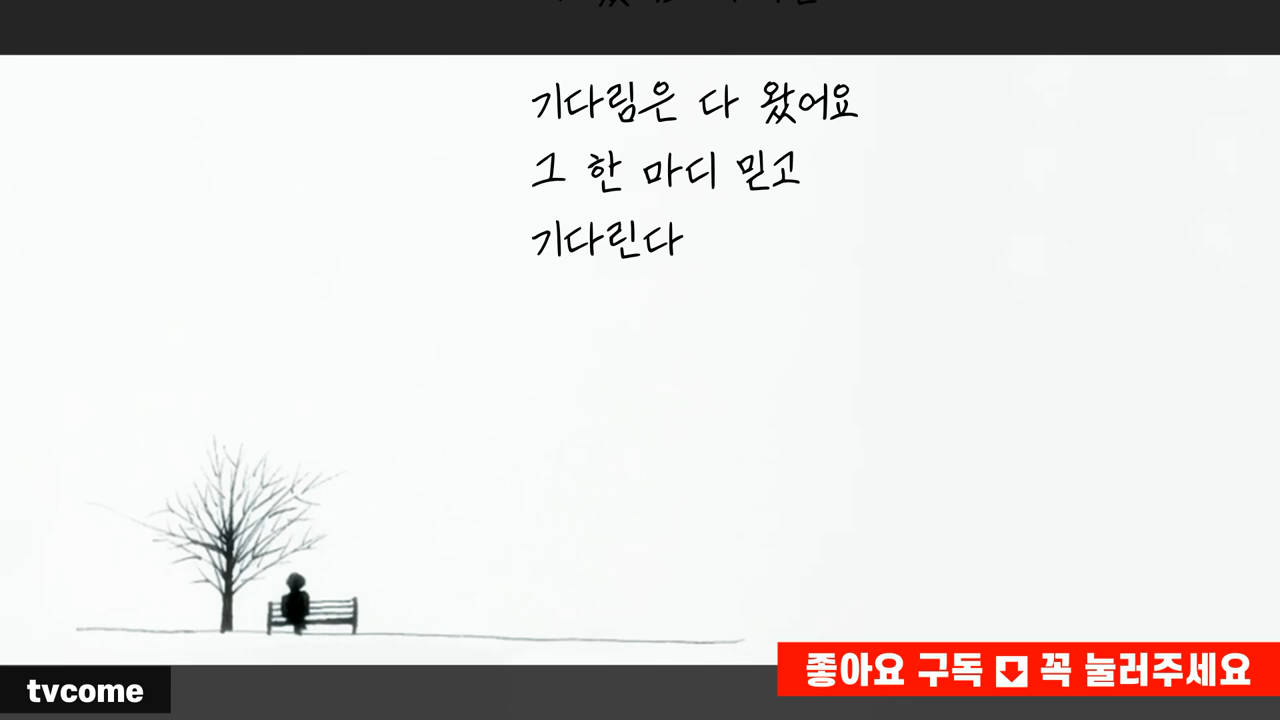 기다림은 다 왔어요
그 한 마디 믿고
기다린다
좋아요 구독 꼭 눌러주세요
tvcome